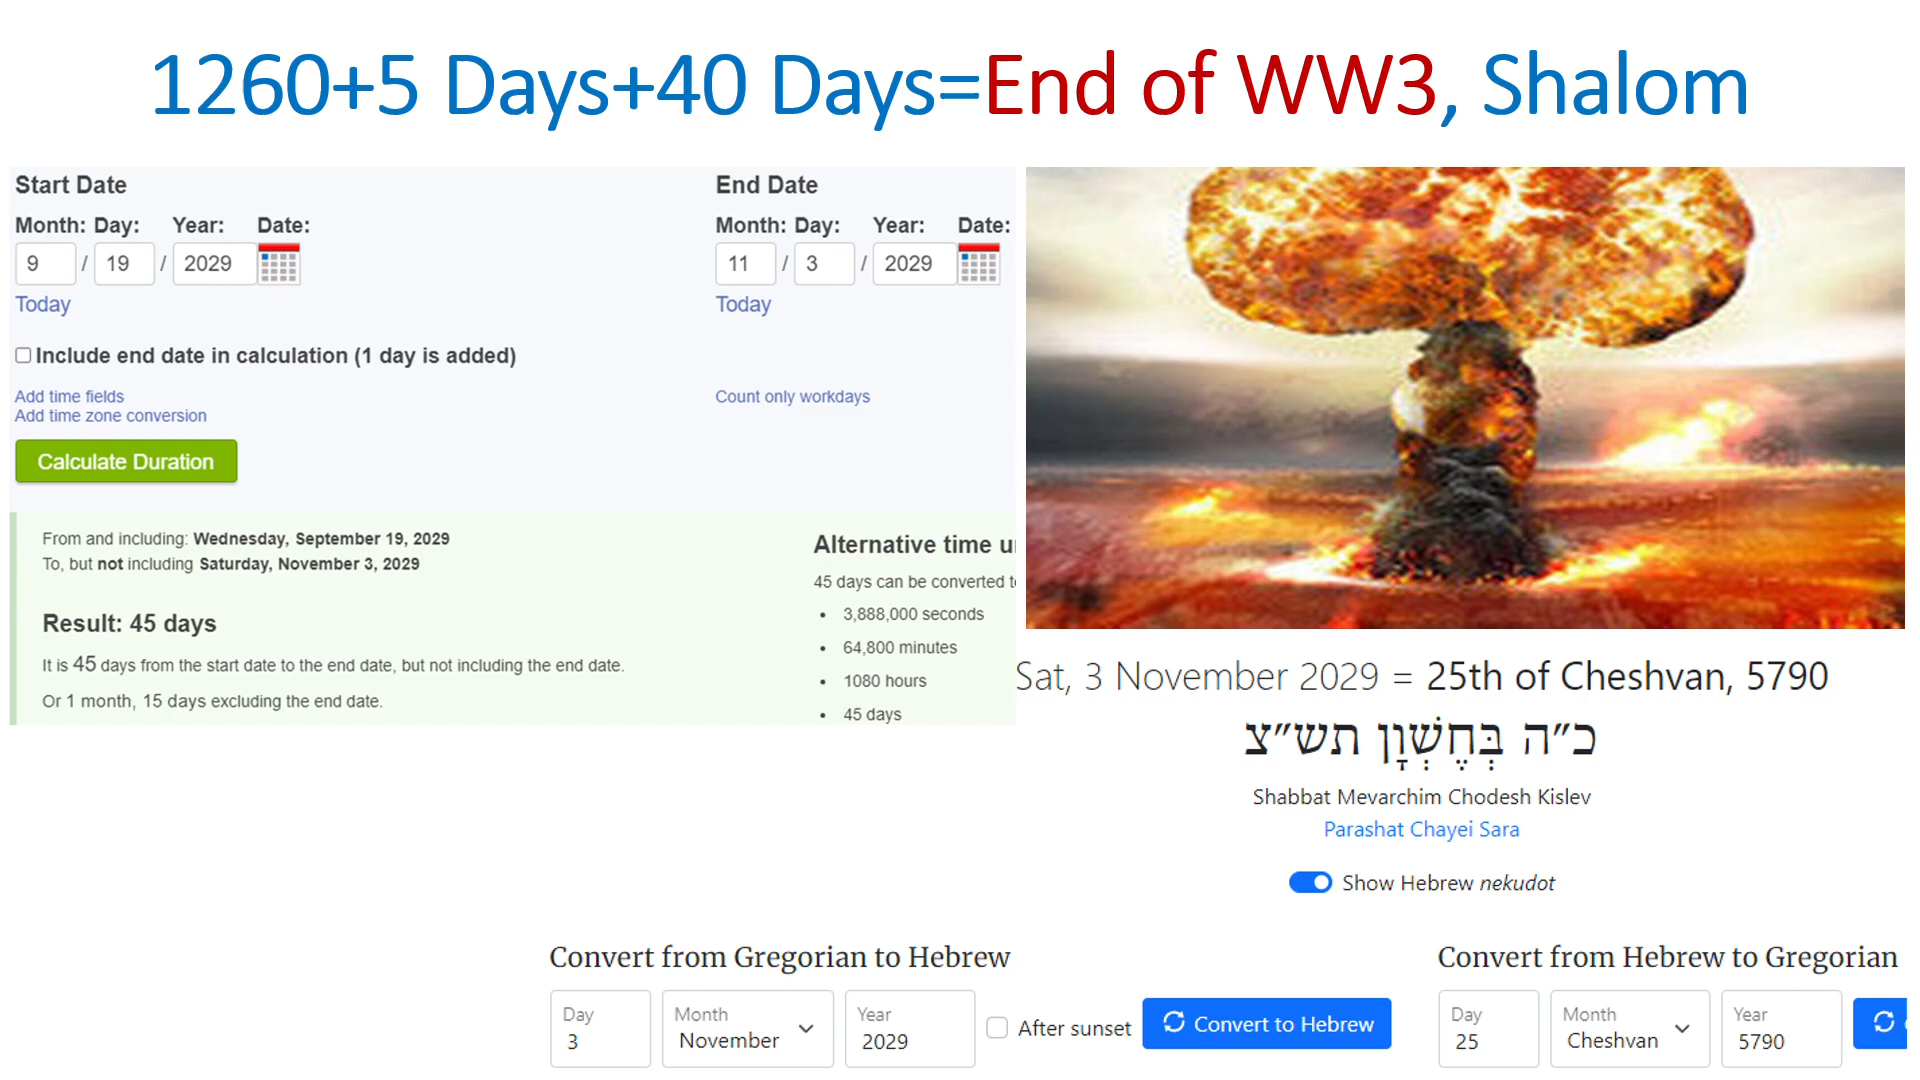 1260+5 Days+40 Days=End of WW3, Shalom
Start Date
Month: Day: Year: Date:
9 / 19 / 2029
Today
End Date
Month: Day: Year: Date:
11 / 3 / 2029
Today
Include end date in calculation (1 day is added)
Add time fields
Add time zone conversion
Count only workdays
Calculate Duration
From and including: Wednesday, September 19, 2029
To, but not including Saturday, November 3, 2029
Result: 45 days
It is 45 days from the start date to the end date, but not including the end date.
Or 1 month, 15 days excluding the end date.
Alternative time
45 days can be converted
• 3,888,000 seconds
• 64,800 minutes
• 1080 hours
• 45 days
Sat, 3 November 2029 = 25th of Cheshvan, 5790
כ״ה בְּחֶשְׁוָן תש״צ
Shabbat Mevarchim Chodesh Kislev
Parashat Chayei Sara
Show Hebrew nekudot
Convert from Gregorian to Hebrew
Day Month Year
3 November 2029
After sunset
Convert to Hebrew
Convert from Hebrew to Gregorian
Day Month Year
25 Cheshvan 5790